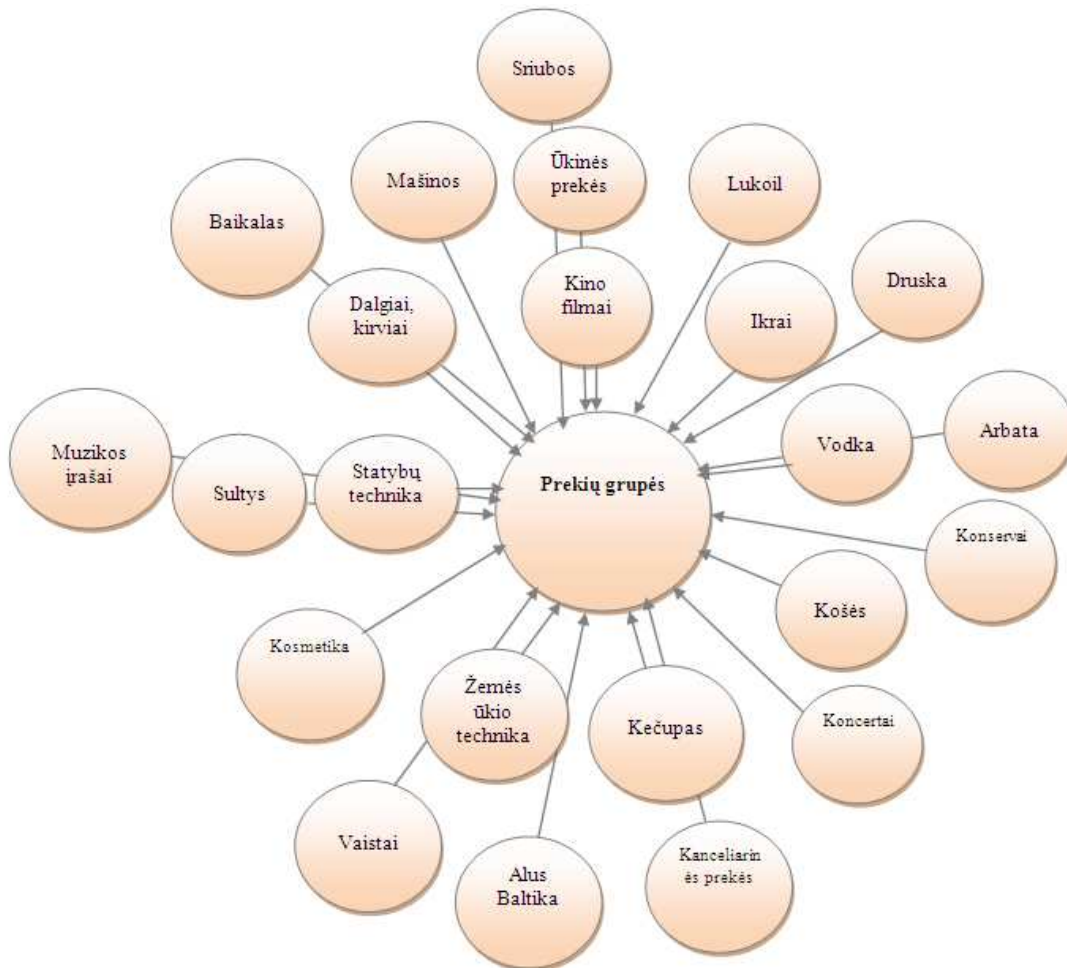 Sriubos
Ūkinės
prekės
Mašinos
Lukoil
Baikalas
Dalgiai,
kirviai
Kino
filmai
Ikrai
Druska
Muzikos
įrašai
Sultys
Statybų
technika
Prekių grupės
Vodka
Arbata
Konservai
Košės
Kosmetika
Žemės
ūkio
technika
Kečupas
Koncertai
Vaistai
Alus
Baltika
Kanceliarin
ės prekės